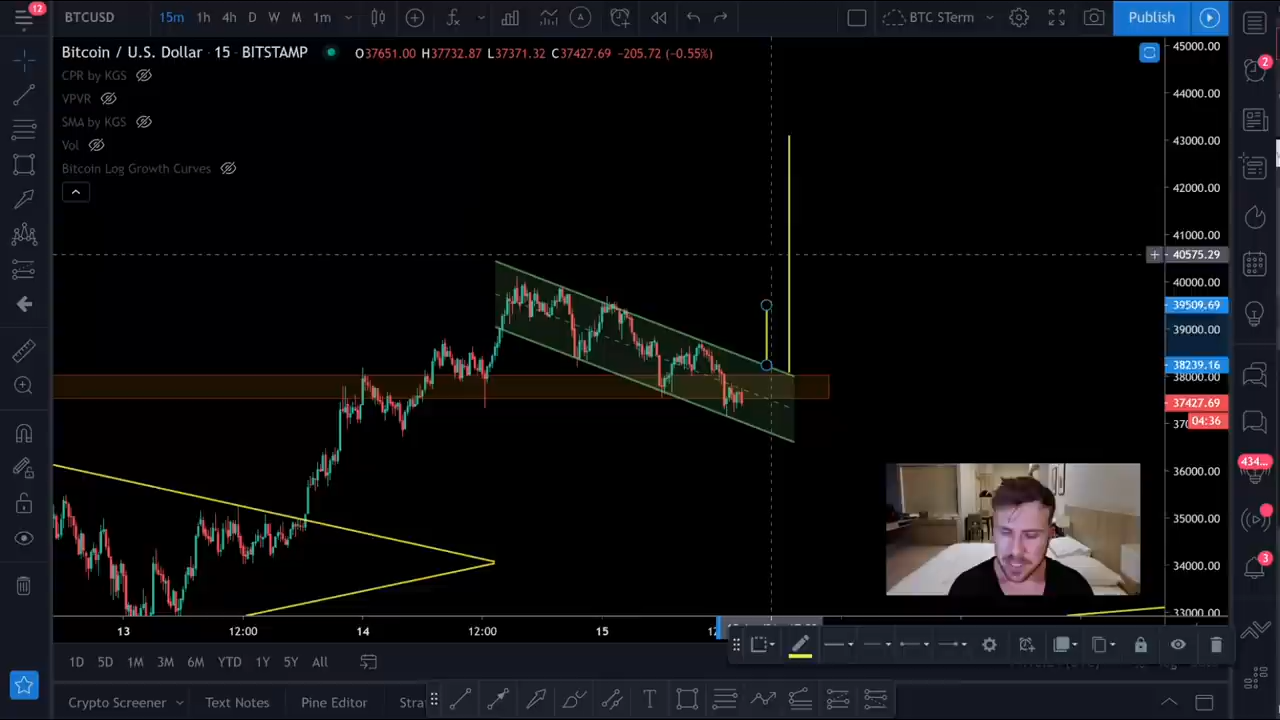 12
BTCUSD 15m 1h 4h D W M 1m BTC STerm Publish
Bitcoin / U.S. Dollar · 15 · BITSTAMP O37651.00 H37732.87 L37371.32 C37427.69 −205.72 (−0.55%)
CPR by KGS
VPVR
SMA by KGS
Vol
Bitcoin Log Growth Curves
45000.00
44000.00
43000.00
42000.00
41000.00
40575.29
40000.00
39509.69
39000.00
38239.16
38000.00
37427.69
04:36
36000.00
35000.00
34000.00
33000.00
2
434...
3
13 12:00 14 12:00 15
1D 5D 1M 3M 6M YTD 1Y 5Y All
Crypto Screener Text Notes Pine Editor Stra